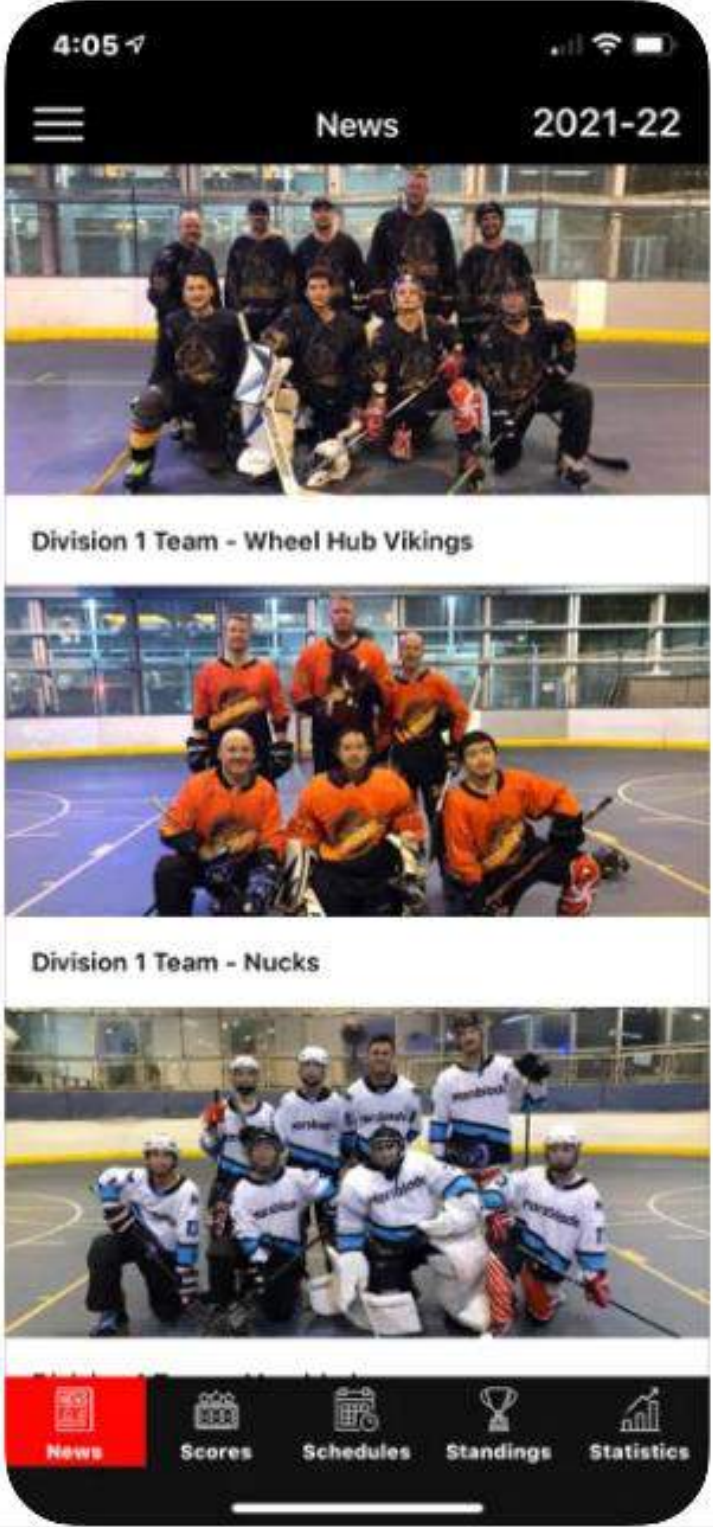 4:05
News
2021-22
Division 1 Team - Wheel Hub Vikings
Division 1 Team - Nucks
News
Scores
Schedules
Standings
Statistics